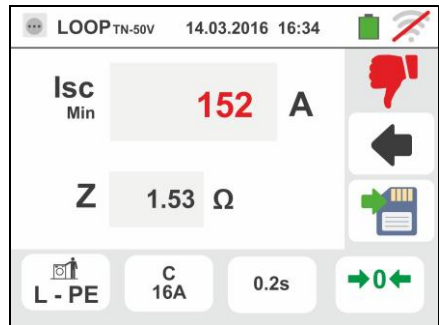 LOOP TN-50V 14.03.2016 16:34
Isc 152 A
Min
Z 1.53 Ω
L - PE
C
16A
0.2s
→0←